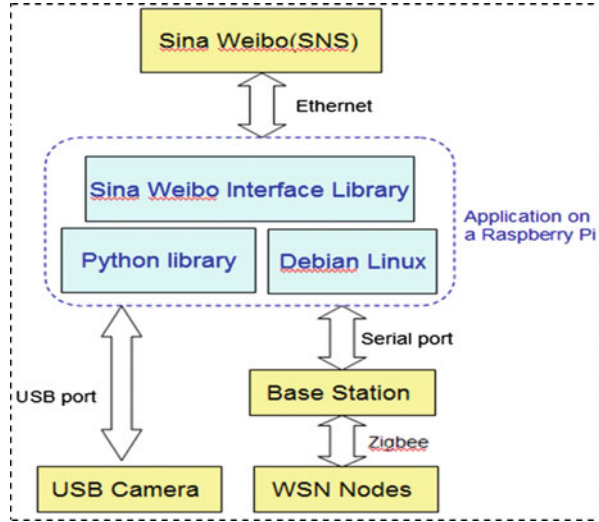 Sina Weibo(SNS)
Ethernet
Sina Weibo Interface Library
Python library
Debian Linux
Application on
a Raspberry Pi
Serial port
USB port
Base Station
Zigbee
USB Camera
WSN Nodes